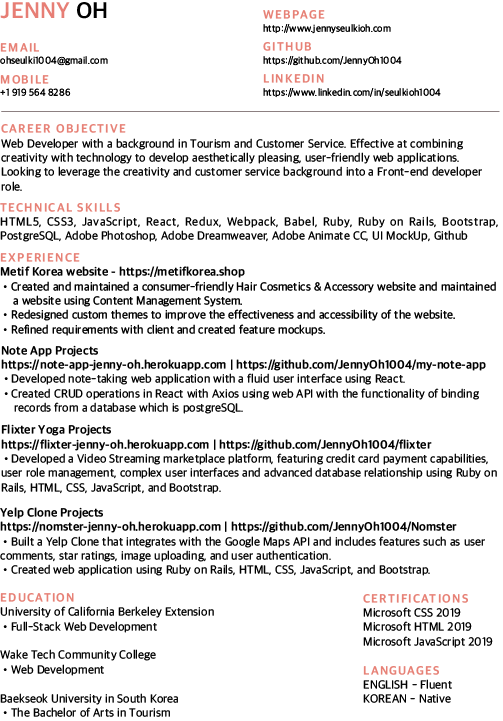 JENNY OH
EMAIL
ohseulki1004@gmail.com
MOBILE
+1 919 564 8286
WEBPAGE
http://www.jennyseulkioh.com
GITHUB
https://github.com/JennyOh1004
LINKEDIN
https://www.linkedin.com/in/seulkioh1004
CAREER OBJECTIVE
Web Developer with a background in Tourism and Customer Service. Effective at combining
creativity with technology to develop aesthetically pleasing, user-friendly web applications.
Looking to leverage the creativity and customer service background into a Front-end developer
role.
TECHNICAL SKILLS
HTML5, CSS3, JavaScript, React, Redux, Webpack, Babel, Ruby, Ruby on Rails, Bootstrap,
PostgreSQL, Adobe Photoshop, Adobe Dreamweaver, Adobe Animate CC, UI MockUp, Github
EXPERIENCE
Metif Korea website - https://metifkorea.shop
• Created and maintained a consumer-friendly Hair Cosmetics & Accessory website and maintained
a website using Content Management System.
• Redesigned custom themes to improve the effectiveness and accessibility of the website.
• Refined requirements with client and created feature mockups.
Note App Projects
https://note-app-jenny-oh.herokuapp.com | https://github.com/JennyOh1004/my-note-app
• Developed note-taking web application with a fluid user interface using React.
• Created CRUD operations in React with Axios using web API with the functionality of binding
records from a database which is postgreSQL.
Flixter Yoga Projects
https://flixter-jenny-oh.herokuapp.com | https://github.com/JennyOh1004/flixter
• Developed a Video Streaming marketplace platform, featuring credit card payment capabilities,
user role management, complex user interfaces and advanced database relationship using Ruby on
Rails, HTML, CSS, JavaScript, and Bootstrap.
Yelp Clone Projects
https://nomster-jenny-oh.herokuapp.com | https://github.com/JennyOh1004/Nomster
• Built a Yelp Clone that integrates with the Google Maps API and includes features such as user
comments, star ratings, image uploading, and user authentication.
• Created web application using Ruby on Rails, HTML, CSS, JavaScript, and Bootstrap.
EDUCATION
University of California Berkeley Extension
• Full-Stack Web Development
Wake Tech Community College
• Web Development
Baekseok University in South Korea
• The Bachelor of Arts in Tourism
CERTIFICATIONS
Microsoft CSS 2019
Microsoft HTML 2019
Microsoft JavaScript 2019
LANGUAGES
ENGLISH - Fluent
KOREAN - Native